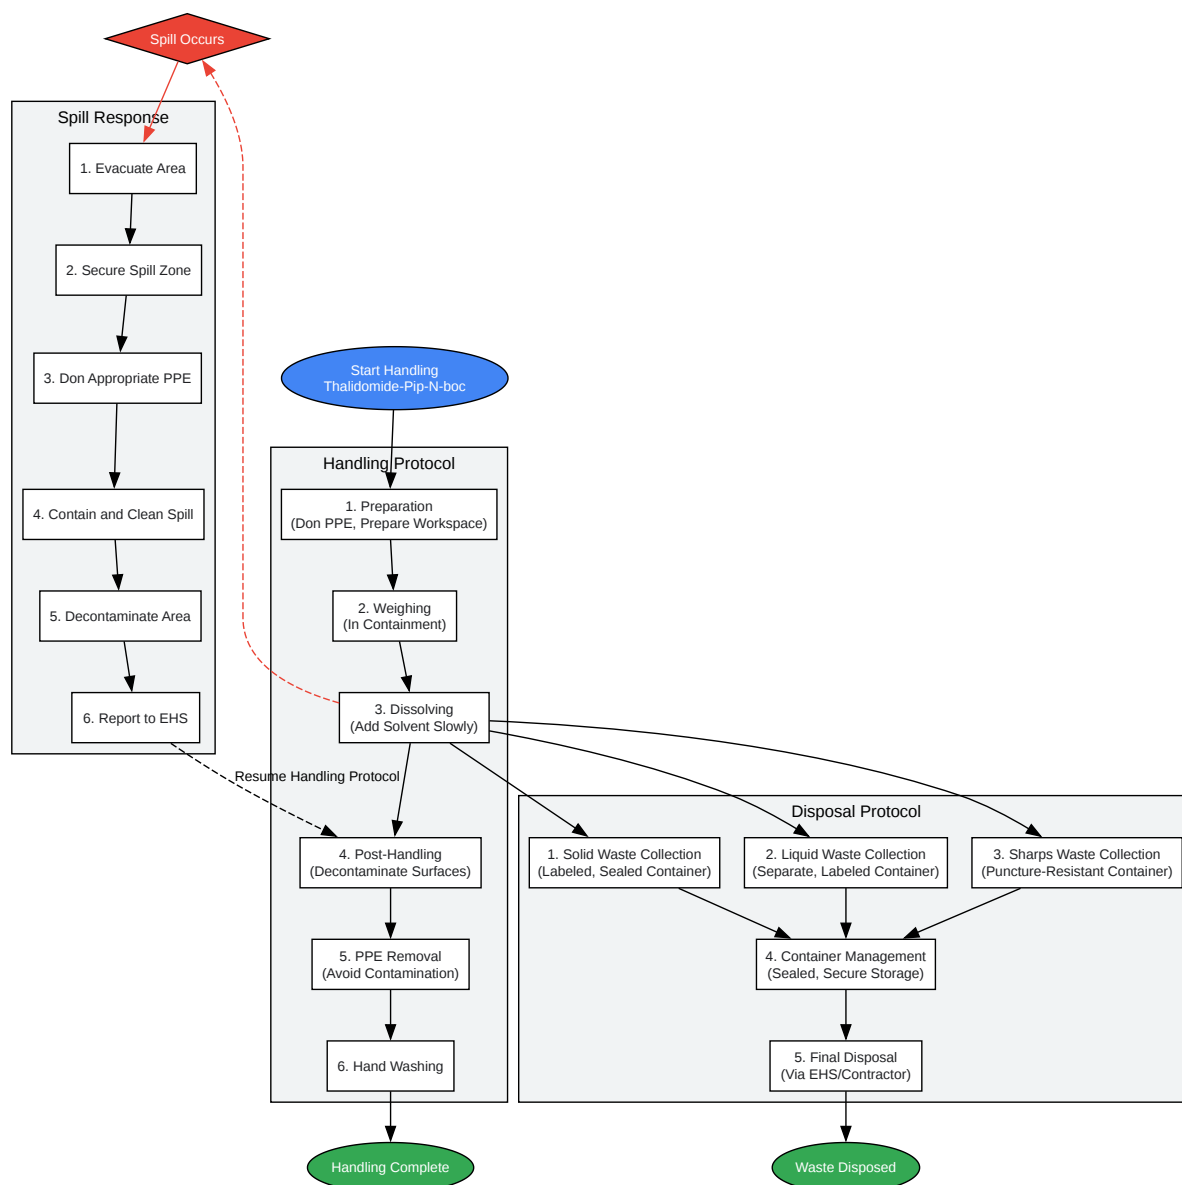 Spill Occurs
Spill Response
1. Evacuate Area
2. Secure Spill Zone
3. Don Appropriate PPE
4. Contain and Clean Spill
5. Decontaminate Area
6. Report to EHS
Resume Handling Protocol
Start Handling
Thalidomide-Pip-N-boc
Handling Protocol
1. Preparation
(Don PPE, Prepare Workspace)
2. Weighing
(In Containment)
3. Dissolving
(Add Solvent Slowly)
4. Post-Handling
(Decontaminate Surfaces)
5. PPE Removal
(Avoid Contamination)
6. Hand Washing
Handling Complete
Disposal Protocol
1. Solid Waste Collection
(Labeled, Sealed Container)
2. Liquid Waste Collection
(Separate, Labeled Container)
3. Sharps Waste Collection
(Puncture-Resistant Container)
4. Container Management
(Sealed, Secure Storage)
5. Final Disposal
(Via EHS/Contractor)
Waste Disposed